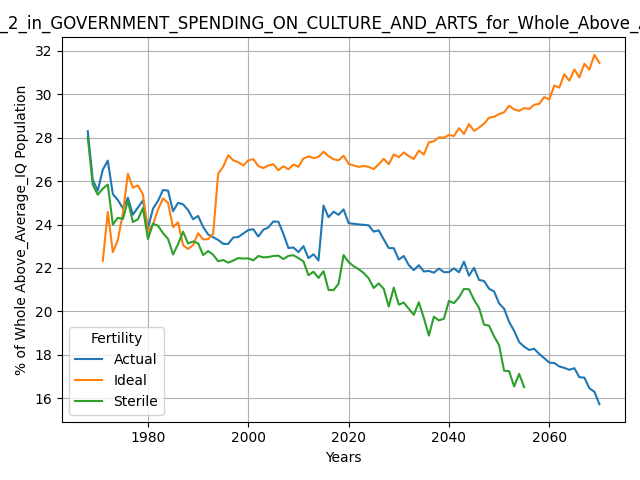 _2_in_GOVERNMENT_SPENDING_ON_CULTURE_AND_ARTS_for_Whole_Above_
% of Whole Above_Average_IQ Population
32
30
28
26
24
22
20
18
16
Fertility
Actual
Ideal
Sterile
1980
2000
2020
2040
2060
Years